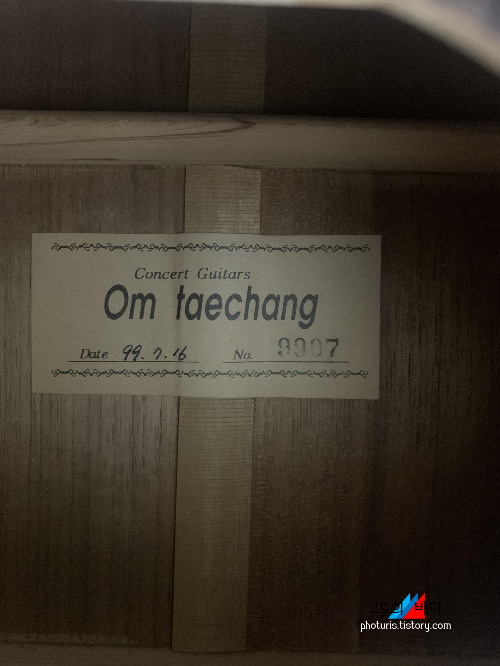 Concert Guitars
Om taechang
Date 99.7.16 No. 9907
photuris.tistory.com